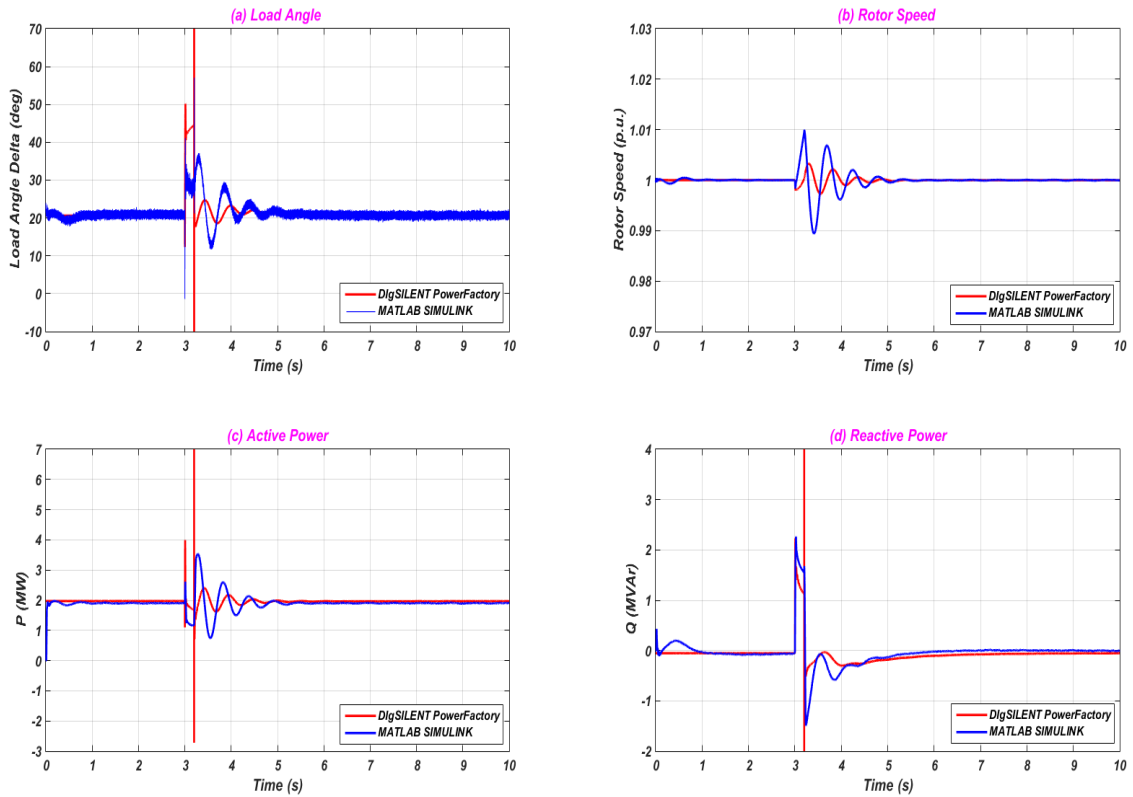 (a) Load Angle
Load Angle Delta (deg)
70
60
50
40
30
20
10
0
-10
0 1 2 3 4 5 6 7 8 9 10
Time (s)
DIgSILENT PowerFactory
MATLAB SIMULINK
(b) Rotor Speed
Rotor Speed (p.u.)
1.03
1.02
1.01
1
0.99
0.98
0.97
0 1 2 3 4 5 6 7 8 9 10
Time (s)
DIgSILENT PowerFactory
MATLAB SIMULINK
(c) Active Power
P (MW)
7
6
5
4
3
2
1
0
-1
-2
-3
0 1 2 3 4 5 6 7 8 9 10
Time (s)
DIgSILENT PowerFactory
MATLAB SIMULINK
(d) Reactive Power
Q (MVAr)
4
3
2
1
0
-1
-2
0 1 2 3 4 5 6 7 8 9 10
Time (s)
DIgSILENT PowerFactory
MATLAB SIMULINK